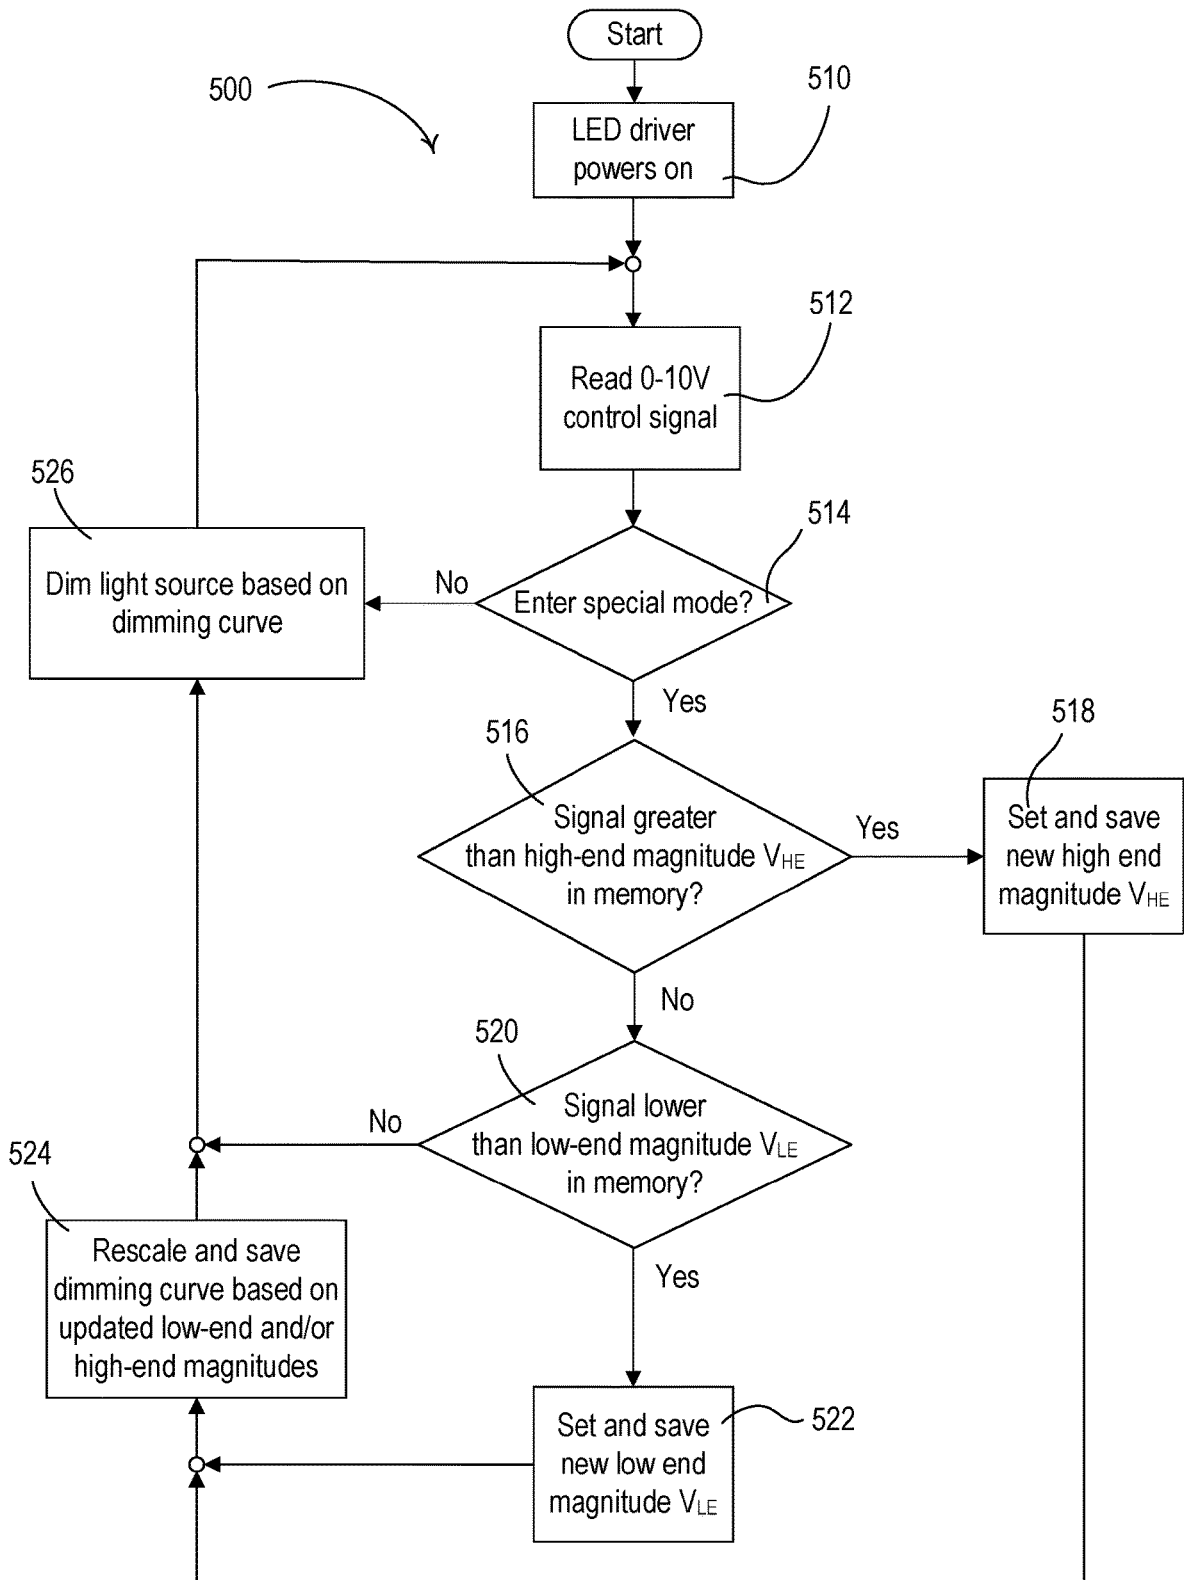 Start
500
510
LED driver
powers on
512
Read 0-10V
control signal
526
514
Dim light source based on
dimming curve
No
Enter special mode?
Yes
516
518
Signal greater
than high-end magnitude VHE
in memory?
Yes
Set and save
new high end
magnitude VHE
No
520
Signal lower
than low-end magnitude VLE
in memory?
No
524
Rescale and save
dimming curve based on
updated low-end and/or
high-end magnitudes
Yes
522
Set and save
new low end
magnitude VLE